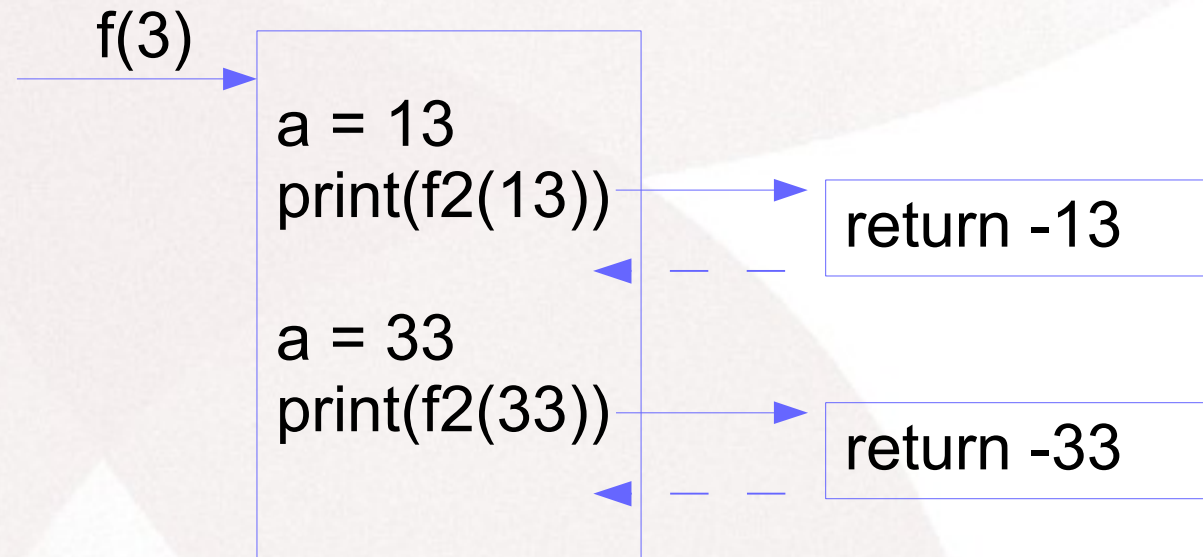 f(3)
a = 13
print(f2(13))
return -13
a = 33
print(f2(33))
return -33